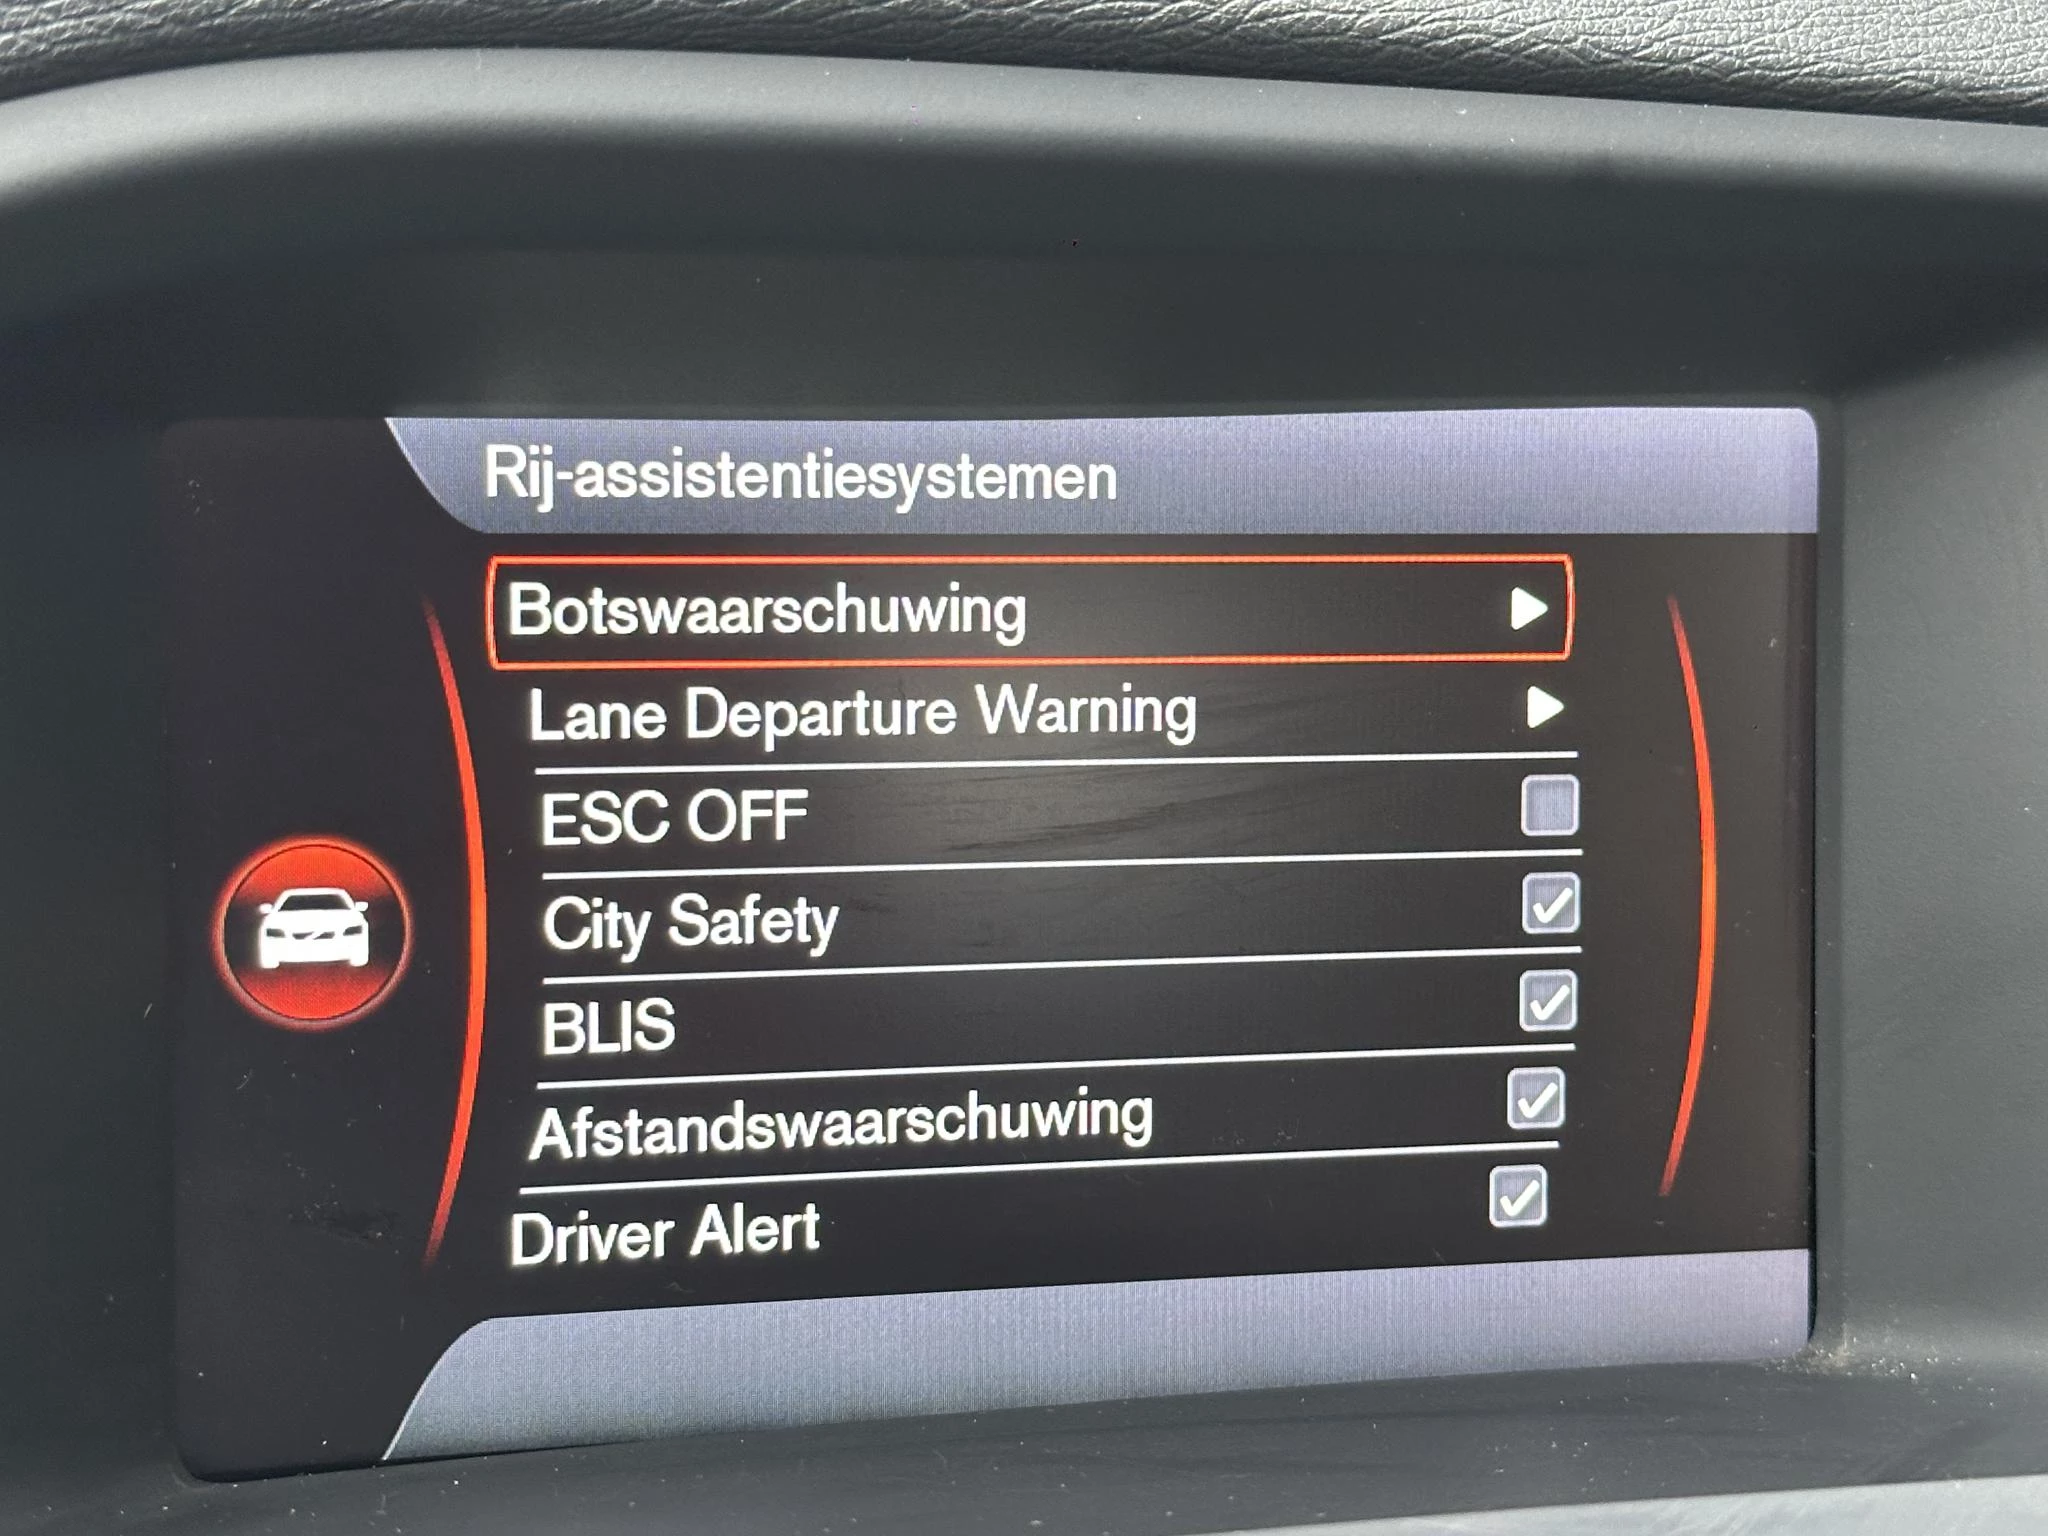 Rij-assistentiesystemen
Botswaarschuwing
Lane Departure Warning
ESC OFF
City Safety
BLIS
Afstandswaarschuwing
Driver Alert